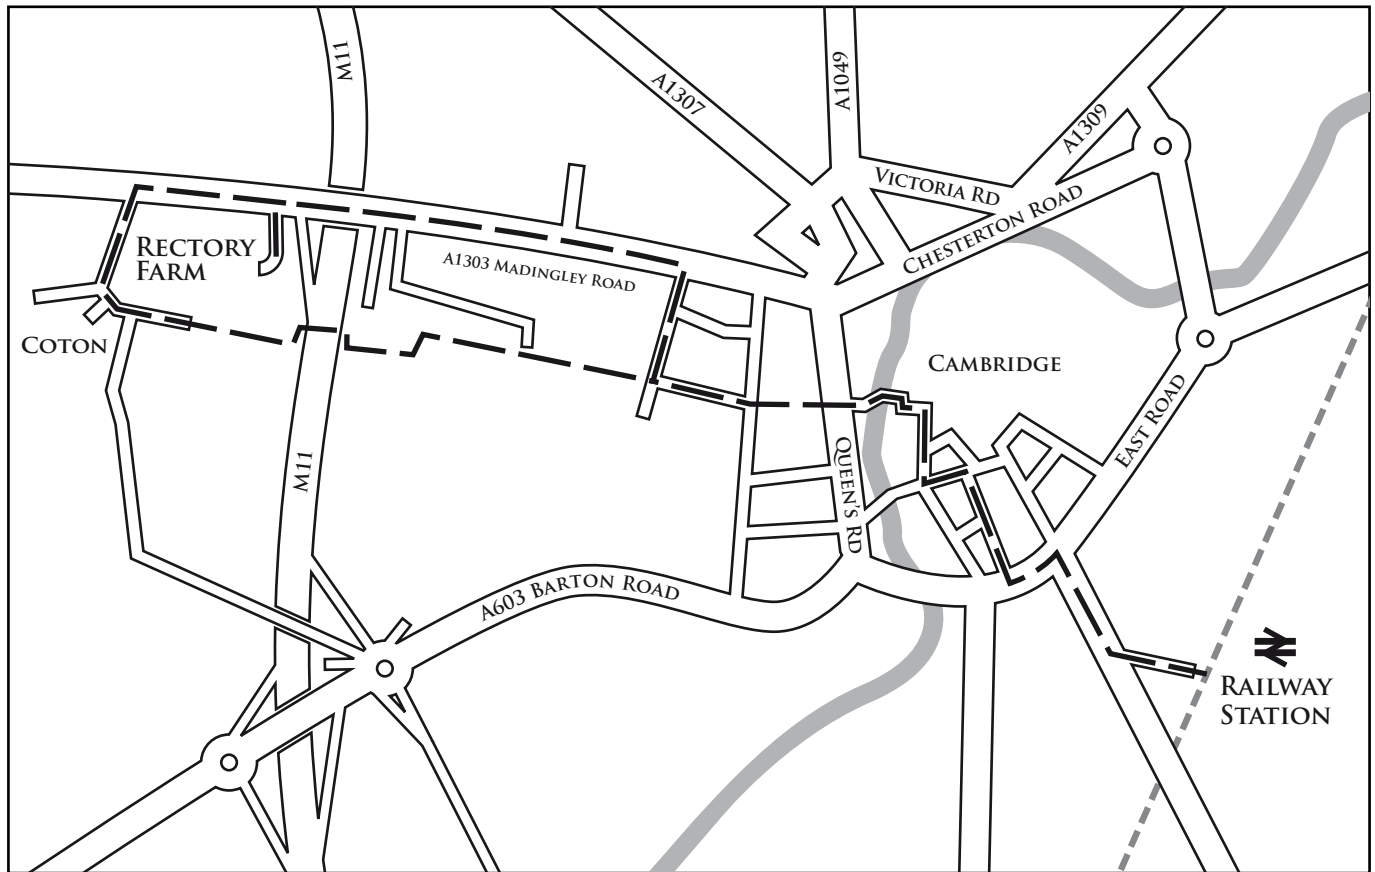 M11
A1307
A1049
A1309
VICTORIA RD
CHESTERTON ROAD
RECTORY
FARM
A1303 MADINGLEY ROAD
COTON
CAMBRIDGE
EAST ROAD
M11
QUEEN'S RD
A603 BARTON ROAD
RAILWAY
STATION